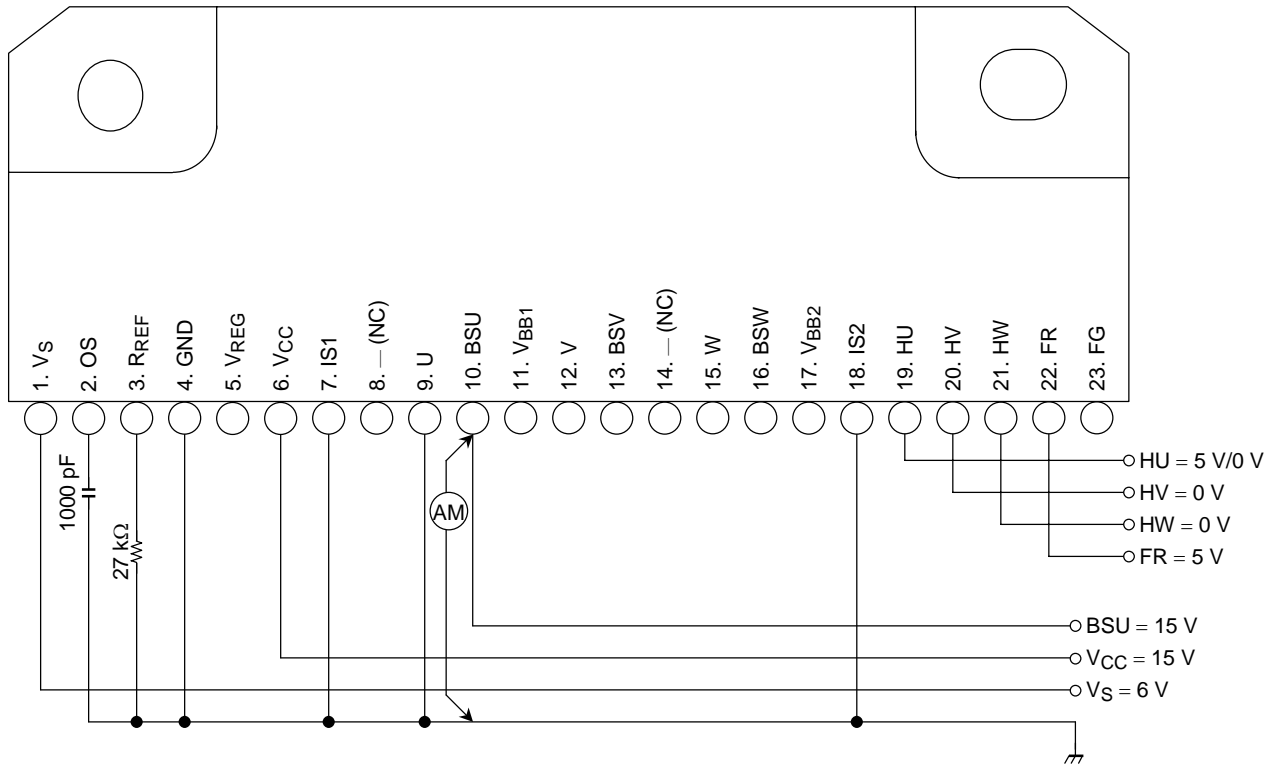 1. VS
2. OS
3. RREF
4. GND
5. VREG
6. VCC
7. IS1
8. — (NC)
9. U
10. BSU
11. VBB1
12. V
13. BSV
14. — (NC)
15. W
16. BSW
17. VBB2
18. IS2
19. HU
20. HV
21. HW
22. FR
23. FG
1000 pF
27 kΩ
AM
HU = 5 V/0 V
HV = 0 V
HW = 0 V
FR = 5 V
BSU = 15 V
VCC = 15 V
VS = 6 V